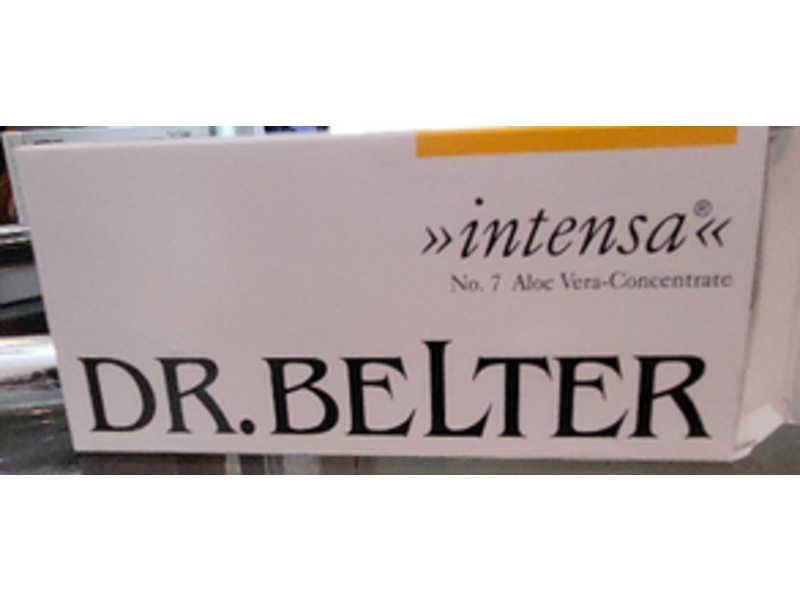 »intensa®«
No. 7 Aloe Vera-Concentrate
DR. BELTER